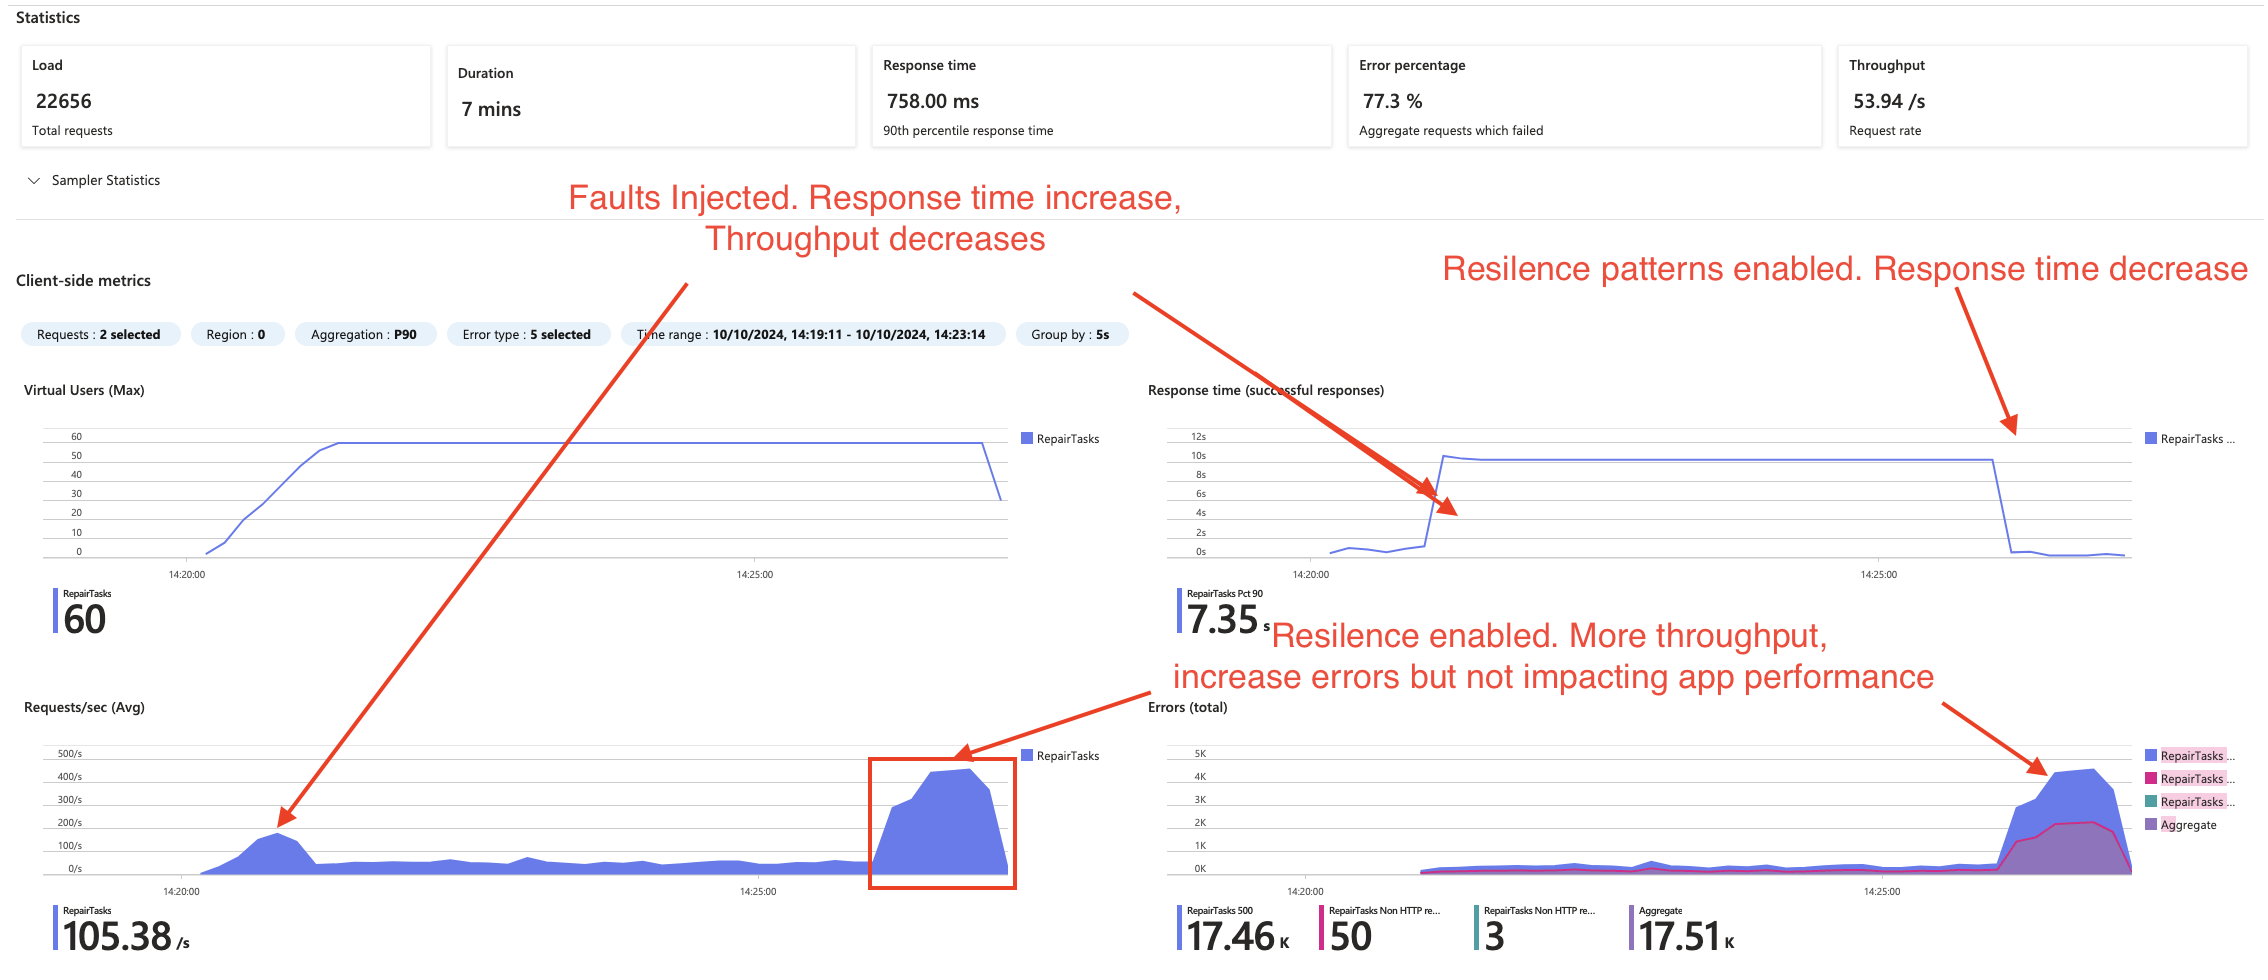 Statistics
Load
22656
Total requests
Duration
7 mins
Response time
758.00 ms
90th percentile response time
Error percentage
77.3 %
Aggregate requests which failed
Throughput
53.94 /s
Request rate
Sampler Statistics
Faults Injected. Response time increase,
Throughput decreases
Resilence patterns enabled. Response time decrease
Client-side metrics
Requests : 2 selected
Region : 0
Aggregation : P90
Error type : 5 selected
Time range : 10/10/2024, 14:19:11 - 10/10/2024, 14:23:14
Group by : 5s
Virtual Users (Max)
60
50
40
30
20
10
0
14:20:00
14:25:00
RepairTasks
RepairTasks
60
Response time (successful responses)
12s
10s
8s
6s
4s
2s
0s
14:20:00
14:25:00
RepairTasks ...
RepairTasks Pct 90
7.35 s
Resilence enabled. More throughput,
increase errors but not impacting app performance
Requests/sec (Avg)
500/s
400/s
300/s
200/s
100/s
0/s
14:20:00
14:25:00
RepairTasks
RepairTasks
105.38 /s
Errors (total)
5K
4K
3K
2K
1K
0K
14:20:00
14:25:00
RepairTasks ...
RepairTasks ...
RepairTasks ...
Aggregate
RepairTasks 500
17.46 K
RepairTasks Non HTTP re...
50
RepairTasks Non HTTP re...
3
Aggregate
17.51 K